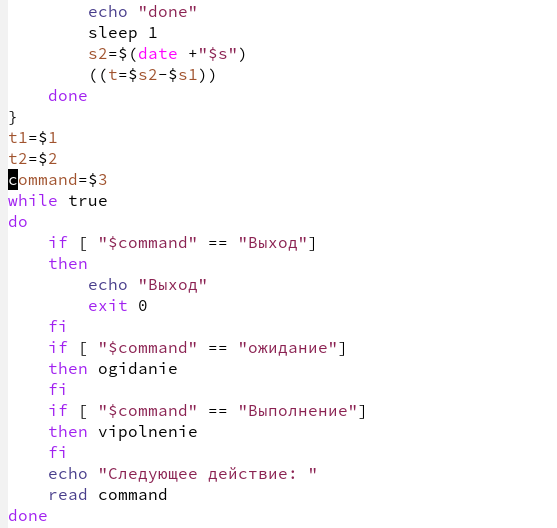 echo "done"
        sleep 1
        s2=$(date +"$s")
        ((t=$s2-$s1))
    done
}
t1=$1
t2=$2
command=$3
while true
do
    if [ "$command" == "Выход"]
    then
        echo "Выход"
        exit 0
    fi
    if [ "$command" == "ожидание"]
    then ogidanie
    fi
    if [ "$command" == "Выполнение"]
    then vipolnenie
    fi
    echo "Следующее действие: "
    read command
done